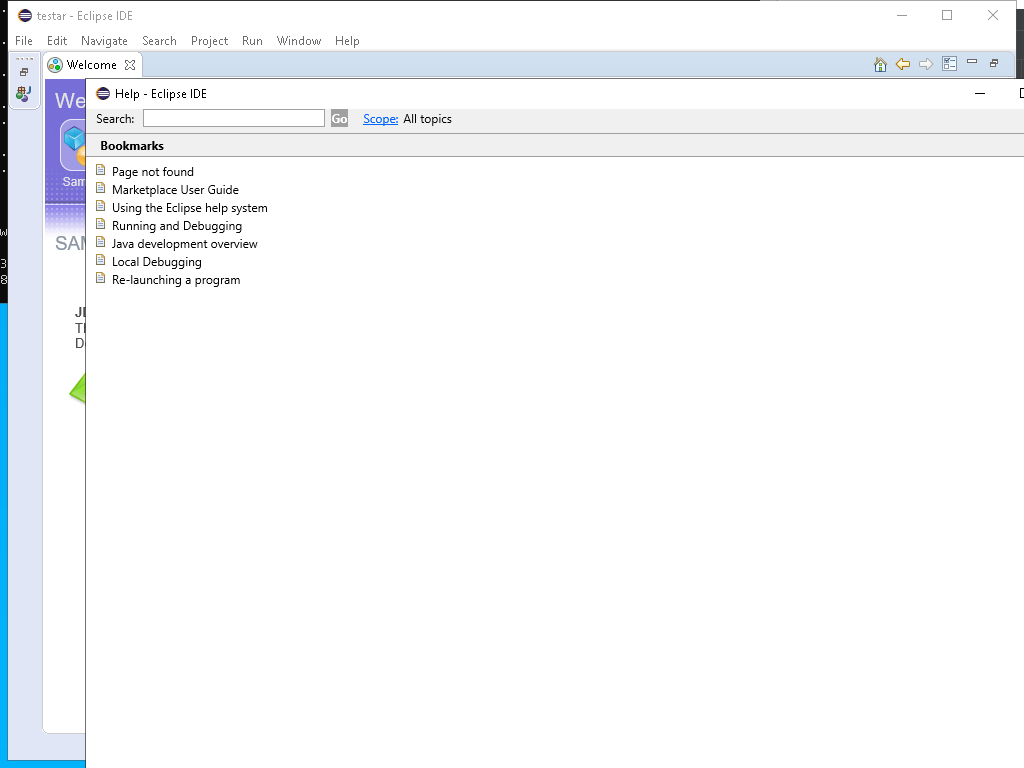 testar - Eclipse IDE
File Edit Navigate Search Project Run Window Help
Welcome
We
Sam
SAM
Help - Eclipse IDE
Search: Go Scope: All topics
Bookmarks
Page not found
Marketplace User Guide
Using the Eclipse help system
Running and Debugging
Java development overview
Local Debugging
Re-launching a program
W
3
8